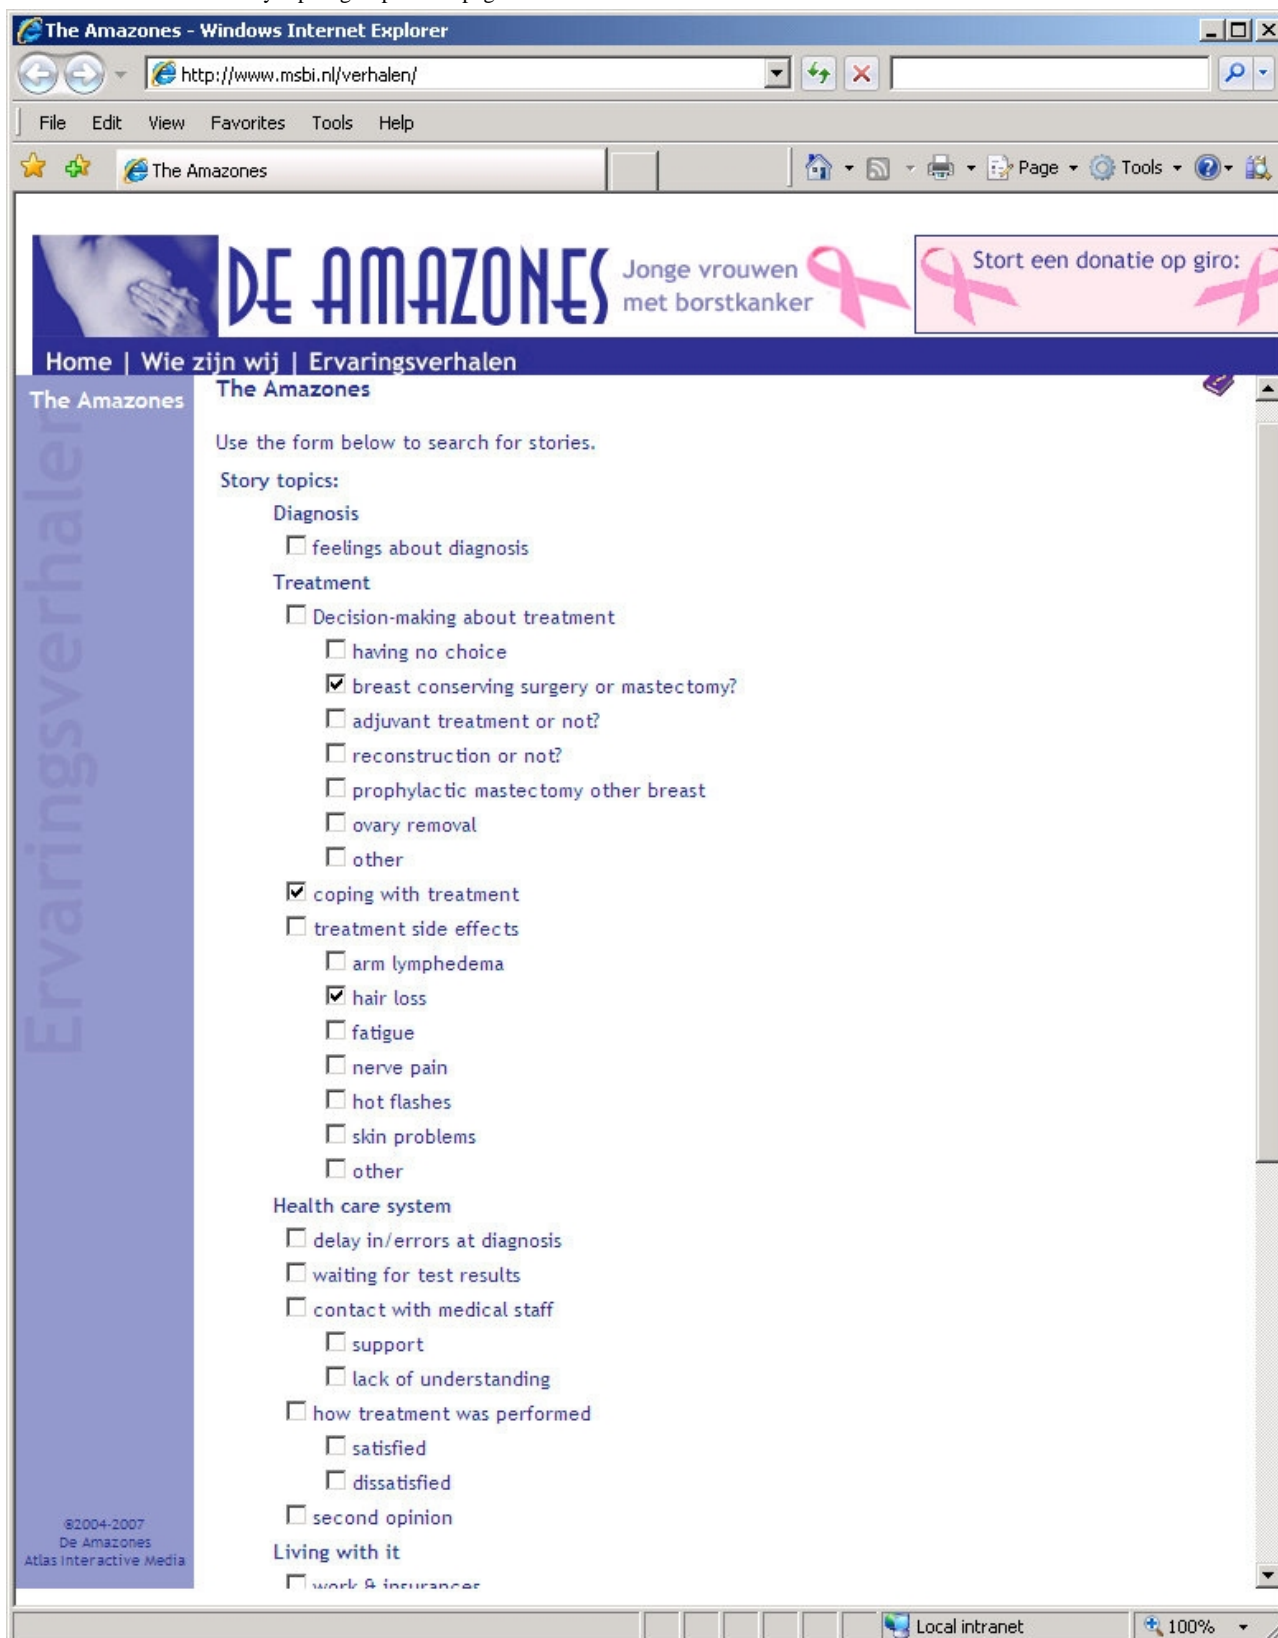 The Amazones - Windows Internet Explorer
http://www.msbi.nl/verhalen/
File Edit View Favorites Tools Help
The Amazones
Page Tools
DE AMAZONES
Jonge vrouwen
met borstkanker
Stort een donatie op giro:
Home | Wie zijn wij | Ervaringsverhalen
The Amazones
Ervaringsverhalen
The Amazones
Use the form below to search for stories.
Story topics:
Diagnosis
feelings about diagnosis
Treatment
Decision-making about treatment
having no choice
breast conserving surgery or mastectomy?
adjuvant treatment or not?
reconstruction or not?
prophylactic mastectomy other breast
ovary removal
other
coping with treatment
treatment side effects
arm lymphedema
hair loss
fatigue
nerve pain
hot flashes
skin problems
other
Health care system
delay in/errors at diagnosis
waiting for test results
contact with medical staff
support
lack of understanding
how treatment was performed
satisfied
dissatisfied
second opinion
Living with it
work & insurances
©2004-2007
De Amazones
Atlas Interactive Media
Local intranet
100%